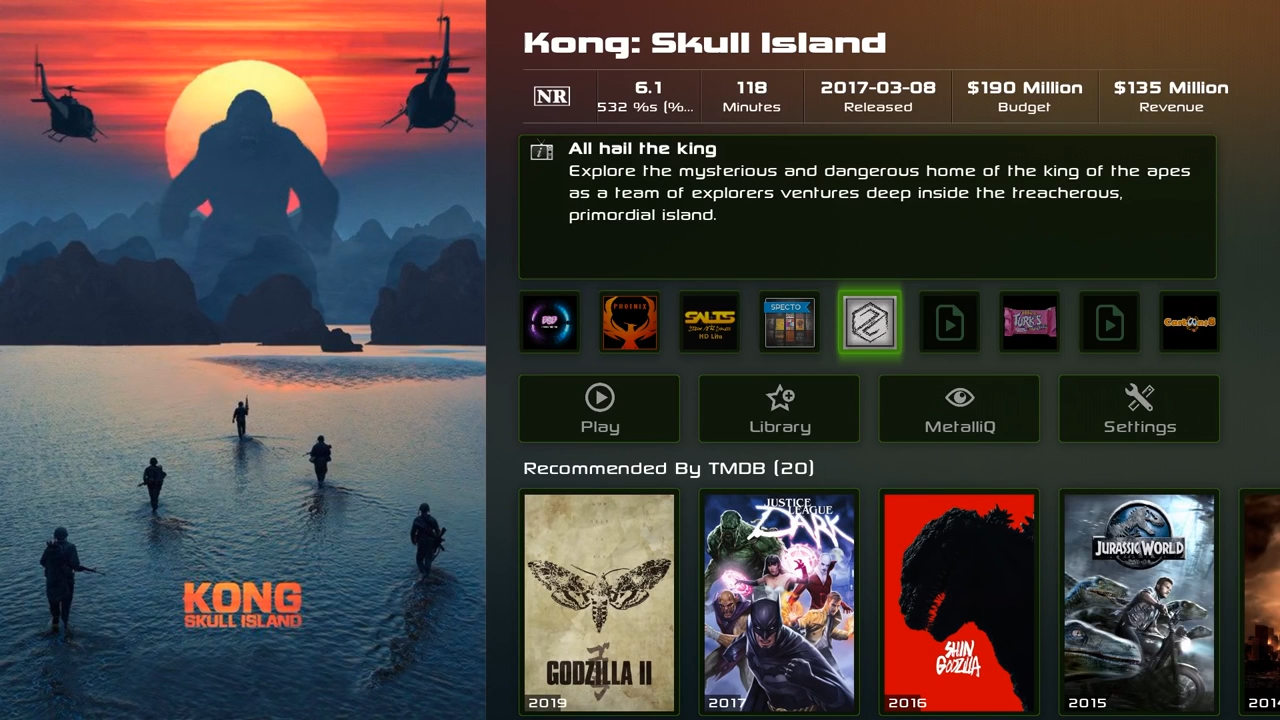 Kong: Skull Island
NR
6.1
532 %s (%...
118
Minutes
2017-03-08
Released
$190 Million
Budget
$135 Million
Revenue
All hail the king
Explore the mysterious and dangerous home of the king of the apes
as a team of explorers ventures deep inside the treacherous,
primordial island.
PHOENIX
SALTS
HD Lite
SPECTO
TURKS
Play
Library
MetalliQ
Settings
Recommended By TMDB (20)
KONG
SKULL ISLAND
GODZILLA II
2019
JUSTICE
LEAGUE
DARK
2017
SHIN
GODZILLA
2016
JURASSIC WORLD
2015